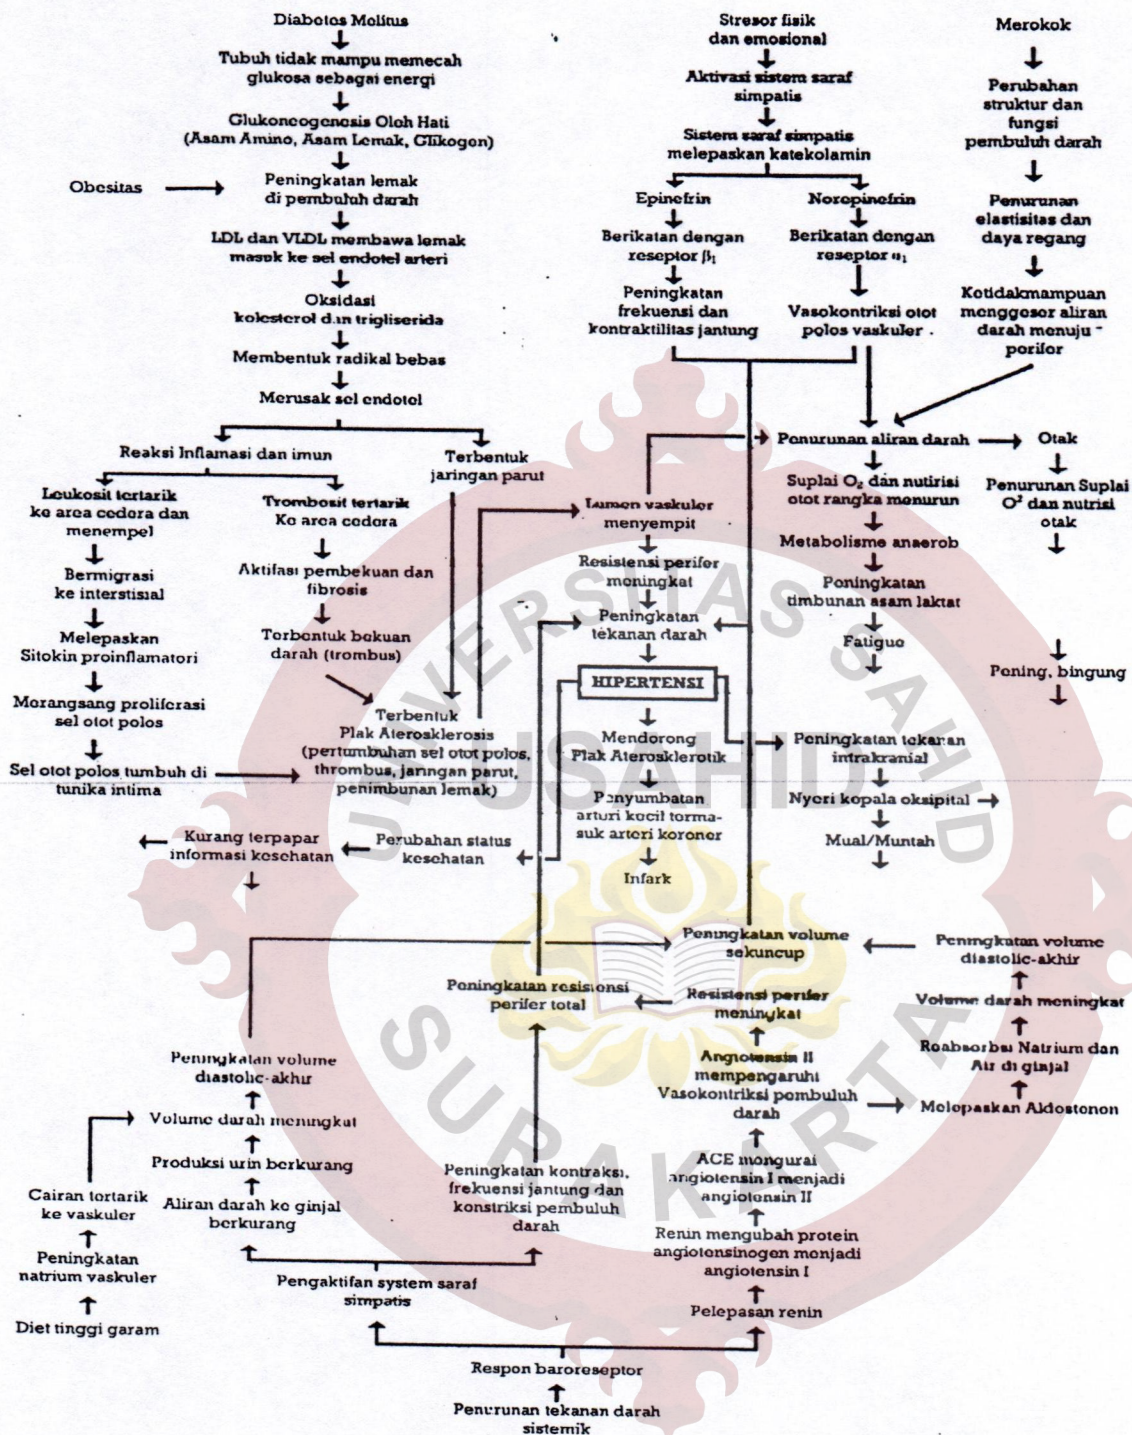 Diabetes Melitus
Tubuh tidak mampu memecah
glukosa sebagai energi
Glukoneogenesis Oleh Hati
(Asam Amino, Asam Lemak, Glikogen)
Obesitas
Peningkatan lemak
di pembuluh darah
LDL dan VLDL membawa lemak
masuk ke sel endotel arteri
Oksidasi
kolesterol dan trigliserida
Membentuk radikal bebas
Merusak sel endotel
Reaksi Inflamasi dan imun
Terbentuk
jaringan parut
Leukosit tertarik
ke area cedera dan
menempel
Bermigrasi
ke interstisial
Melepaskan
Sitokin proinflamatori
Merangsang proliferasi
sel otot polos
Sel otot polos tumbuh di
tunika intima
Trombosit tertarik
Ke area cedera
Aktifasi pembekuan dan
fibrosis
Terbentuk bekuan
darah (trombus)
Terbentuk
Plak Aterosklerosis
(pertumbuhan sel otot polos,
thrombus, jaringan parut,
penimbunan lemak)
Stresor fisik
dan emosional
Aktivasi sistem saraf
simpatis
Sistem saraf simpatis
melepaskan katekolamin
Epinefrin
Berikatan dengan
reseptor β₁
Peningkatan
frekuensi dan
kontraktilitas jantung
Norepinefrin
Berikatan dengan
reseptor α₁
Vasokontriksi otot
polos vaskuler
Merokok
Perubahan
struktur dan
fungsi
pembuluh darah
Penurunan
elastisitas dan
daya regang
Ketidakmampuan
menggeser aliran
darah menuju
perifer
Penurunan aliran darah
Otak
Suplai O₂ dan nutirisi
otot rangka menurun
Metabolisme anaerob
Peningkatan
timbunan asam laktat
Fatigue
Penurunan Suplai
O² dan nutrisi
otak
Pening, bingung
Lumen vaskuler
menyempit
Resistensi perifer
meningkat
Peningkatan
tekanan darah
HIPERTENSI
Mendorong
Plak Aterosklerotik
Penyumbatan
arturi kecil terma-
suk arteri koroner
Infark
Peningkatan tekanan
intrakranial
Nyeri kepala oksipital
Mual/Muntah
Perubahan status
kesehatan
Kurang terpapar
informasi kesehatan
Peningkatan volume
sekuncup
Peningkatan volume
diastolic-akhir
Volume darah meningkat
Reabsorbsi Natrium dan
Air di ginjal
Melepaskan Aldosteron
Peningkatan resistensi
perifer total
Resistensi perifer
meningkat
Angiotensin II
mempengaruhi
Vasokontriksi pembuluh
darah
ACE mengurai
angiotensin I menjadi
angiotensin II
Renin mengubah protein
angiotensinogen menjadi
angiotensin I
Pelepasan renin
Peningkatan volume
diastolic-akhir
Volume darah meningkat
Produksi urin berkurang
Aliran darah ke ginjal
berkurang
Cairan tertarik
ke vaskuler
Peningkatan
natrium vaskuler
Diet tinggi garam
Peningkatan kontraksi,
frekuensi jantung dan
konstriksi pembuluh
darah
Pengaktifan system saraf
simpatis
Respon baroreseptor
Penurunan tekanan darah
sistemik
UNIVERSITAS SAHID
USAHID
SURAKARTA